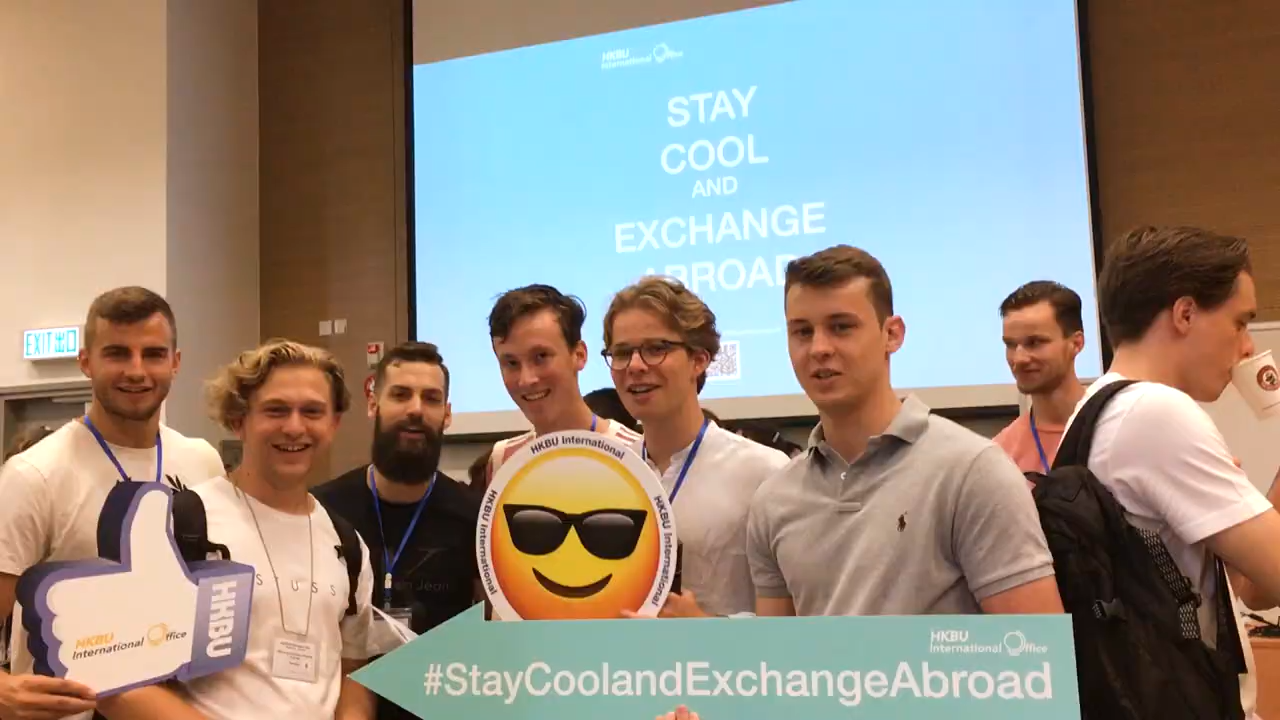 HKBU
International Office
STAY
COOL
AND
EXCHANGE
ABROAD
EXIT 出口
HKBU International
HKBU International
HKBU International
HKBU
International Office
HKBU
HKBU
International Office
#StayCoolandExchangeAbroad